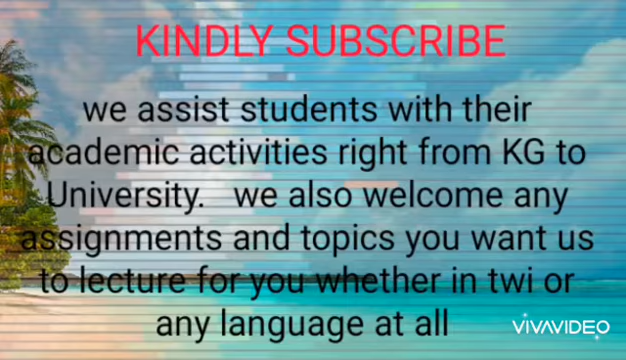 KINDLY SUBSCRIBE
we assist students with their
academic activities right from KG to
University.   we also welcome any
assignments and topics you want us
to lecture for you whether in twi or
any language at all
VIVAVIDEO